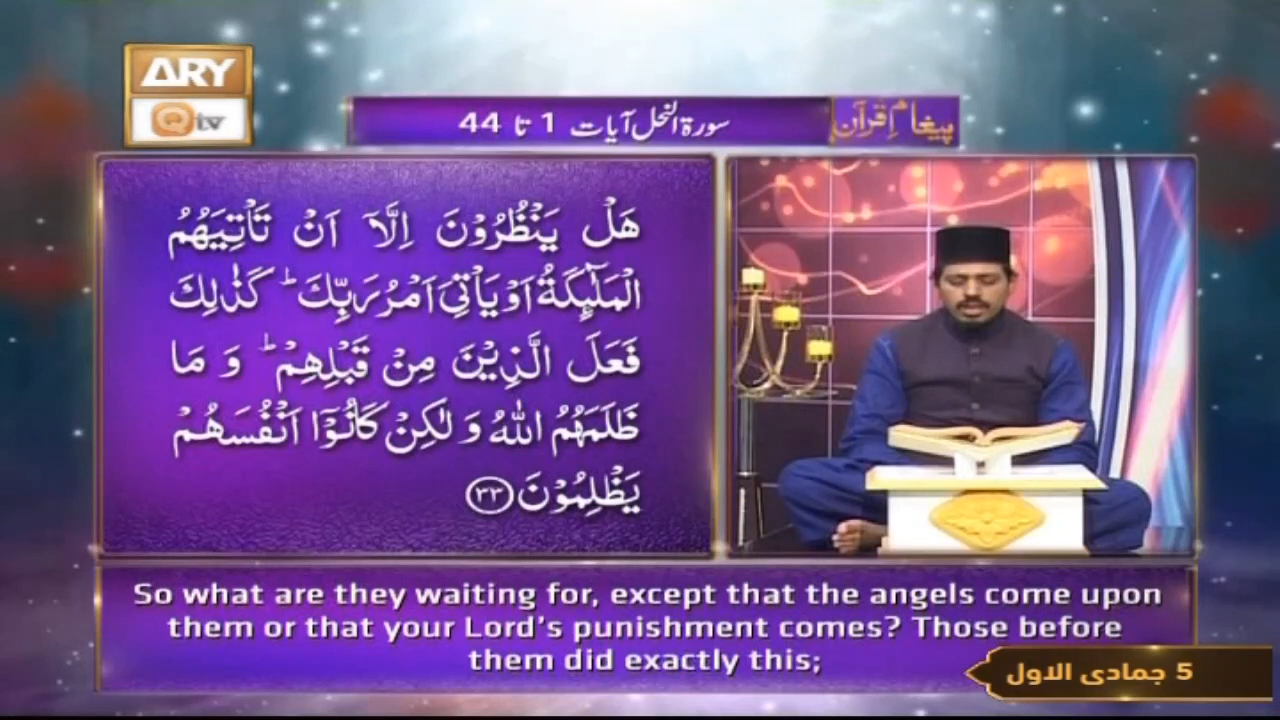 ARY
Qtv
پیغامِ قرآن
سورۃ النحل آیات 1 تا 44
هَلۡ يَنۡظُرُوۡنَ اِلَّاۤ اَنۡ تَاۡتِيَهُمُ
الۡمَلٰٓٮِٕكَةُ اَوۡ يَاۡتِىَ اَمۡرُ رَبِّكَ‌ؕ كَذٰلِكَ
فَعَلَ الَّذِيۡنَ مِنۡ قَبۡلِهِمۡ‌ؕ وَ مَا
ظَلَمَهُمُ اللّٰهُ وَلٰـكِنۡ كَانُوۡۤا اَنۡفُسَهُمۡ
يَظۡلِمُوۡنَ ﴿۳۳﴾
So what are they waiting for, except that the angels come upon
them or that your Lord's punishment comes? Those before
them did exactly this;
5 جمادی الاول